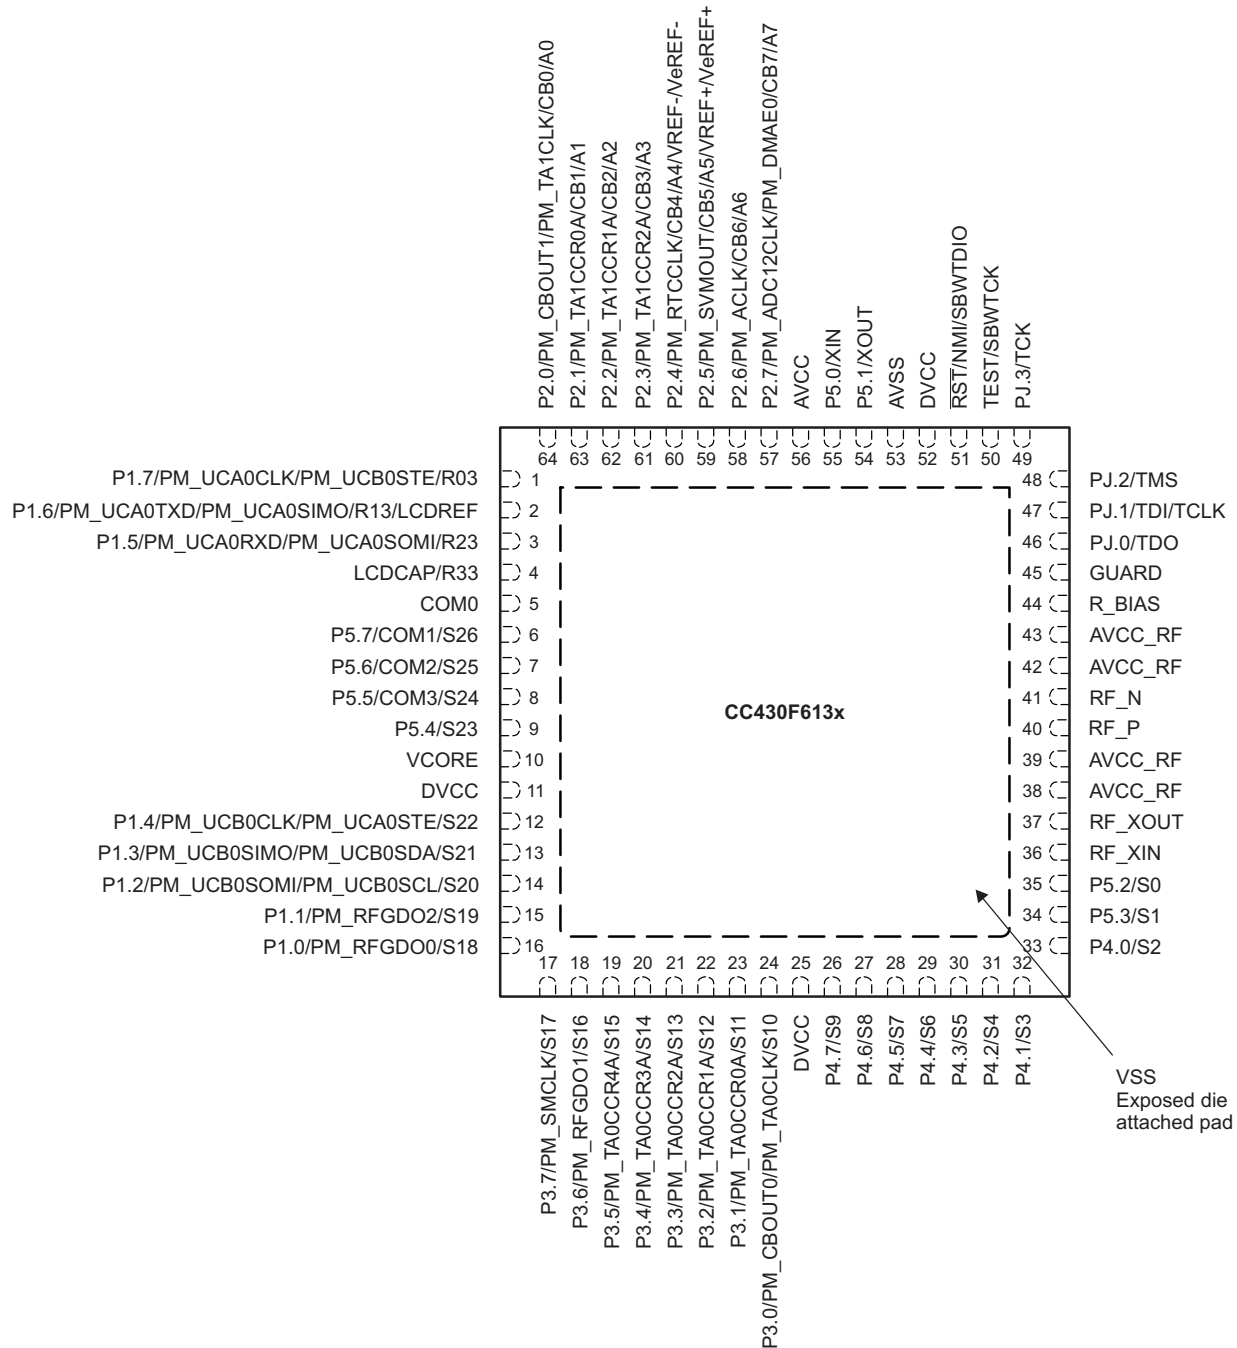 P2.0/PM_CBOUT1/PM_TA1CLK/CB0/A0
P2.1/PM_TA1CCR0A/CB1/A1
P2.2/PM_TA1CCR1A/CB2/A2
P2.3/PM_TA1CCR2A/CB3/A3
P2.4/PM_RTCCLK/CB4/A4/VREF-/VeREF-
P2.5/PM_SVMOUT/CB5/A5/VREF+/VeREF+
P2.6/PM_ACLK/CB6/A6
P2.7/PM_ADC12CLK/PM_DMAE0/CB7/A7
AVCC
P5.0/XIN
P5.1/XOUT
AVSS
DVCC
RST/NMI/SBWTDIO
TEST/SBWTCK
PJ.3/TCK
64 63 62 61 60 59 58 57 56 55 54 53 52 51 50 49
P1.7/PM_UCA0CLK/PM_UCB0STE/R03 1
P1.6/PM_UCA0TXD/PM_UCA0SIMO/R13/LCDREF 2
P1.5/PM_UCA0RXD/PM_UCA0SOMI/R23 3
LCDCAP/R33 4
COM0 5
P5.7/COM1/S26 6
P5.6/COM2/S25 7
P5.5/COM3/S24 8
P5.4/S23 9
VCORE 10
DVCC 11
P1.4/PM_UCB0CLK/PM_UCA0STE/S22 12
P1.3/PM_UCB0SIMO/PM_UCB0SDA/S21 13
P1.2/PM_UCB0SOMI/PM_UCB0SCL/S20 14
P1.1/PM_RFGDO2/S19 15
P1.0/PM_RFGDO0/S18 16
CC430F613x
48 PJ.2/TMS
47 PJ.1/TDI/TCLK
46 PJ.0/TDO
45 GUARD
44 R_BIAS
43 AVCC_RF
42 AVCC_RF
41 RF_N
40 RF_P
39 AVCC_RF
38 AVCC_RF
37 RF_XOUT
36 RF_XIN
35 P5.2/S0
34 P5.3/S1
33 P4.0/S2
17 18 19 20 21 22 23 24 25 26 27 28 29 30 31 32
P3.7/PM_SMCLK/S17
P3.6/PM_RFGDO1/S16
P3.5/PM_TA0CCR4A/S15
P3.4/PM_TA0CCR3A/S14
P3.3/PM_TA0CCR2A/S13
P3.2/PM_TA0CCR1A/S12
P3.1/PM_TA0CCR0A/S11
P3.0/PM_CBOUT0/PM_TA0CLK/S10
DVCC
P4.7/S9
P4.6/S8
P4.5/S7
P4.4/S6
P4.3/S5
P4.2/S4
P4.1/S3
VSS
Exposed die
attached pad